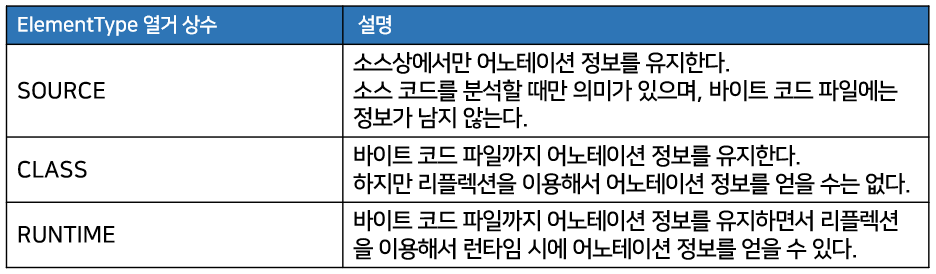 ElementType 열거 상수
설명
SOURCE
소스상에서만 어노테이션 정보를 유지한다.
소스 코드를 분석할 때만 의미가 있으며, 바이트 코드 파일에는
정보가 남지 않는다.
CLASS
바이트 코드 파일까지 어노테이션 정보를 유지한다.
하지만 리플렉션을 이용해서 어노테이션 정보를 얻을 수는 없다.
RUNTIME
바이트 코드 파일까지 어노테이션 정보를 유지하면서 리플렉션
을 이용해서 런타임 시에 어노테이션 정보를 얻을 수 있다.